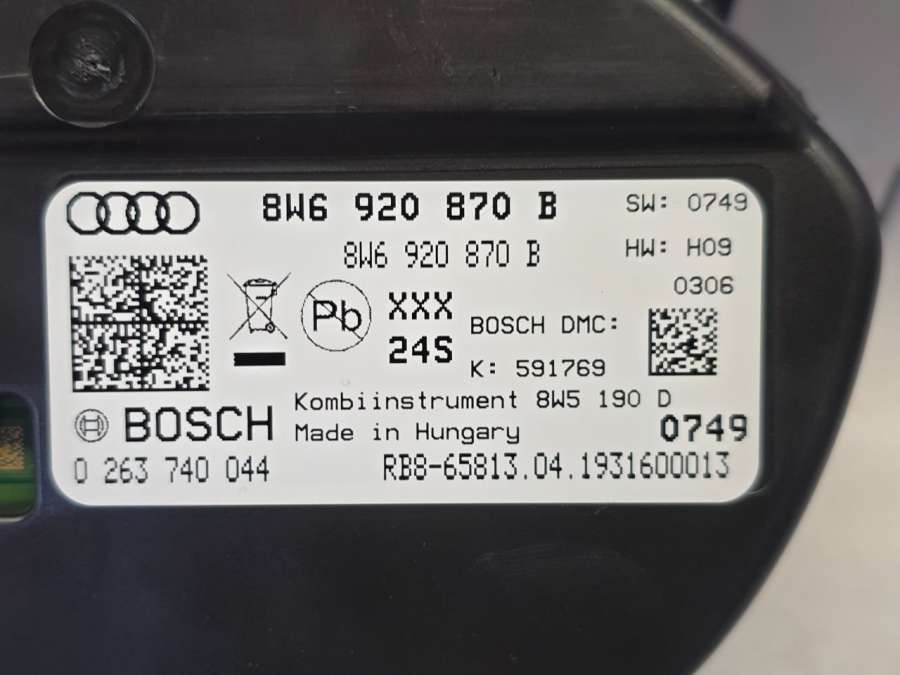 8W6 920 870 B
SW: 0749
8W6 920 870 B
HW: H09
0306
Pb
XXX
24S
BOSCH DMC:
K: 591769
Kombiinstrument 8W5 190 D
BOSCH
Made in Hungary
0749
0 263 740 044
RB8-65813.04.1931600013